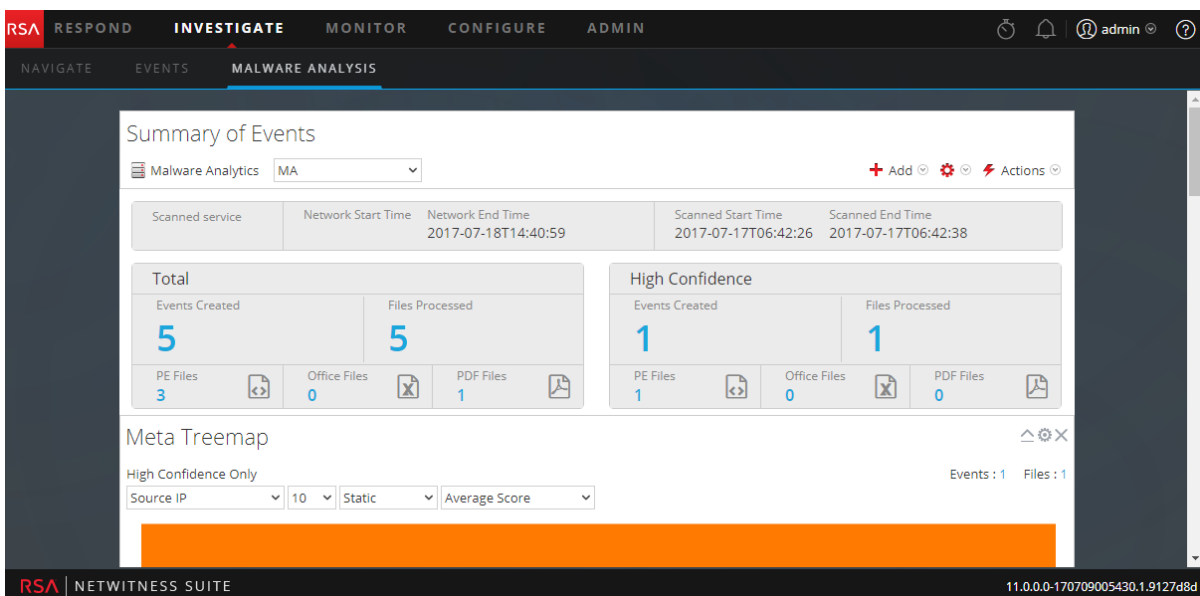 RSA RESPOND INVESTIGATE MONITOR CONFIGURE ADMIN admin ?
NAVIGATE EVENTS MALWARE ANALYSIS
Summary of Events
Malware Analytics MA Add Actions
Scanned service Network Start Time Network End Time Scanned Start Time Scanned End Time
2017-07-18T14:40:59 2017-07-17T06:42:26 2017-07-17T06:42:38
Total High Confidence
Events Created Files Processed Events Created Files Processed
5 5 1 1
PE Files Office Files PDF Files PE Files Office Files PDF Files
3 0 1 1 0 0
Meta Treemap
High Confidence Only Events : 1 Files : 1
Source IP 10 Static Average Score
RSA NETWITNESS SUITE 11.0.0.0-170709005430.1.9127d8d